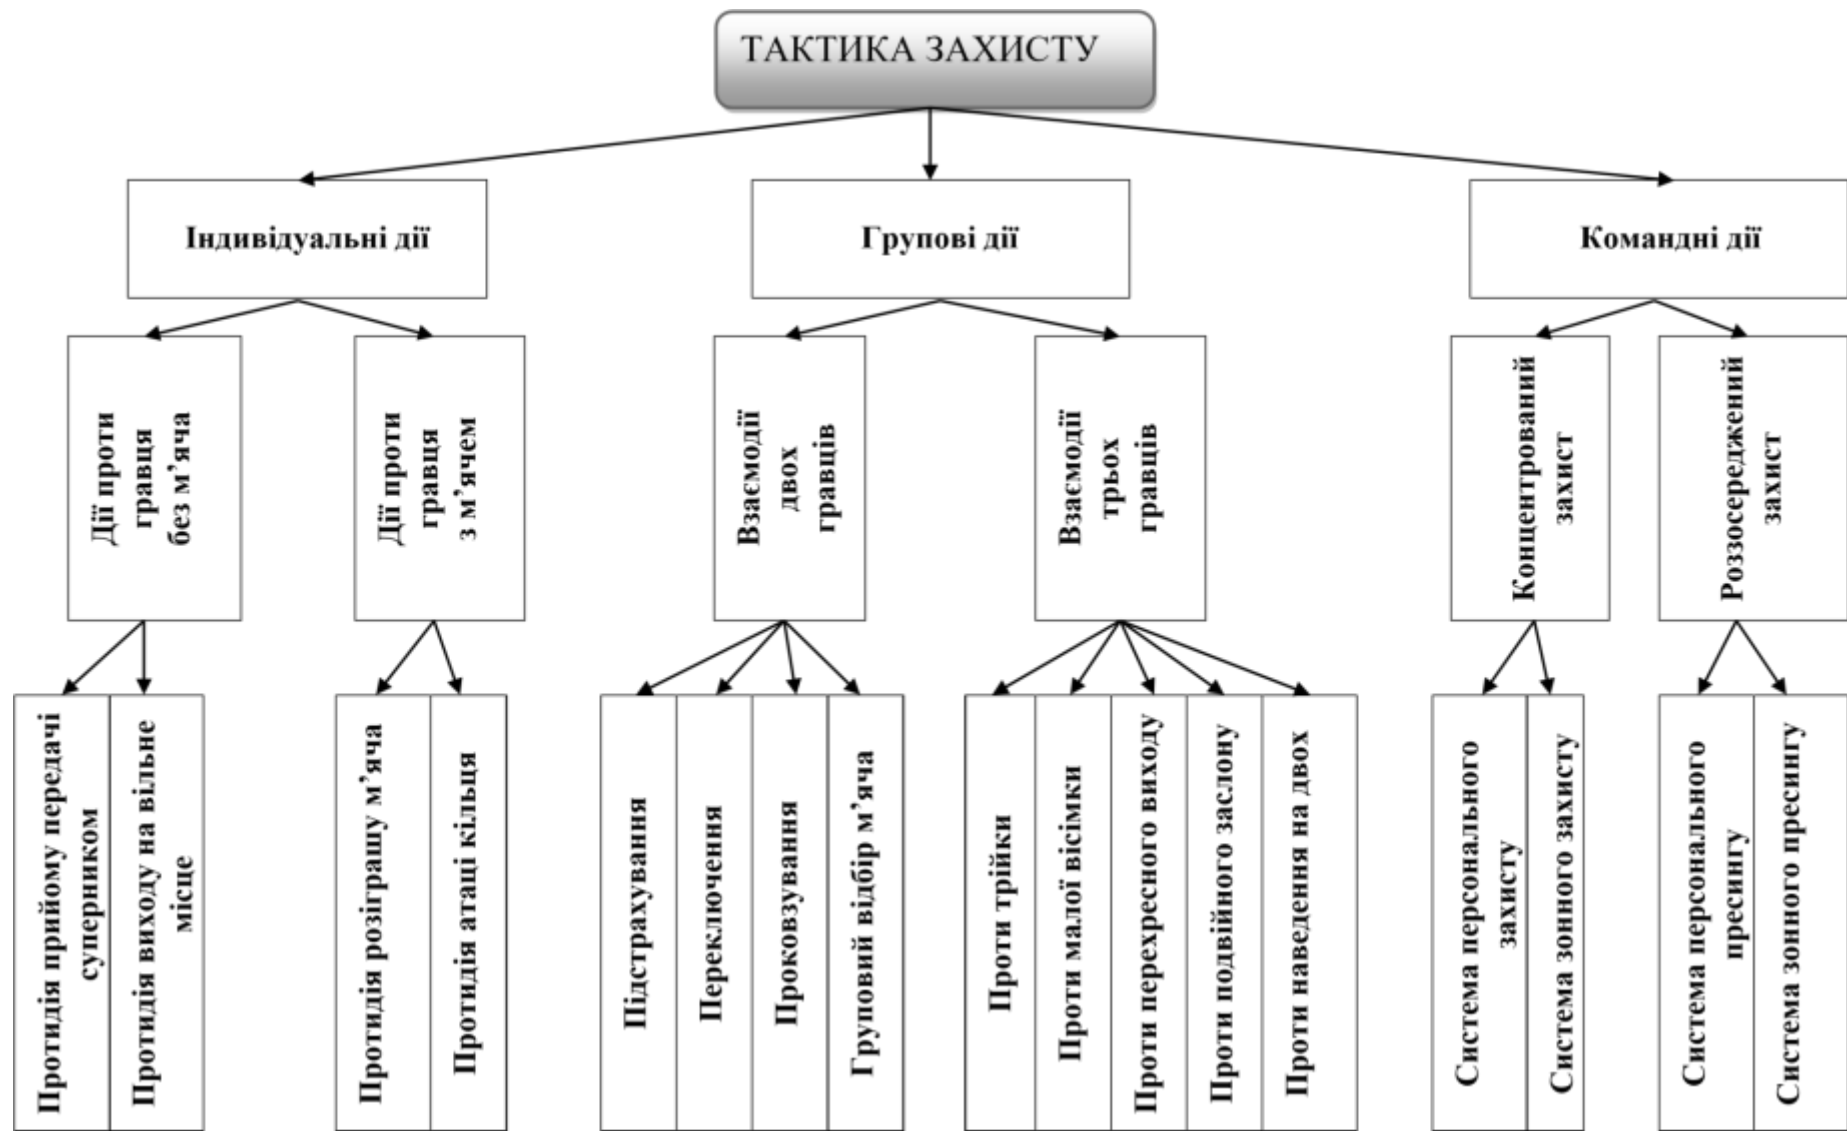 ТАКТИКА ЗАХИСТУ
Індивідуальні дії
Групові дії
Командні дії
Дії проти
гравця
без м’яча
Дії проти
гравця
з м’ячем
Взаємодії
двох
гравців
Взаємодії
трьох
гравців
Концентрований
захист
Роззосереджений
захист
Протидія прийому передачі
суперником
Протидія виходу на вільне
місце
Протидія розіграшу м’яча
Протидія атаці кільця
Підстрахування
Переключення
Проковзування
Груповий відбір м’яча
Проти трійки
Проти малої вісімки
Проти перехресного виходу
Проти подвійного заслону
Проти наведення на двох
Система персонального
захисту
Система зонного захисту
Система персонального
пресингу
Система зонного пресингу